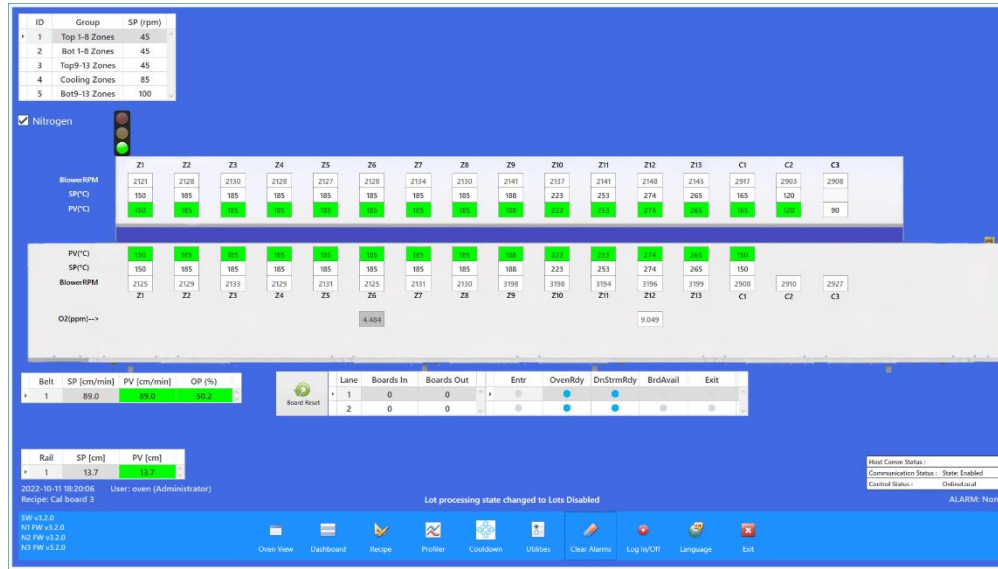 ID Group SP (rpm)
1 Top 1-8 Zones 45
2 Bot 1-8 Zones 45
3 Top9-13 Zones 45
4 Cooling Zones 85
5 Bot9-13 Zones 100
Nitrogen
Z1 Z2 Z3 Z4 Z5 Z6 Z7 Z8 Z9 Z10 Z11 Z12 Z13 C1 C2 C3
BlowerRPM 2121 2128 2130 2128 2127 2128 2134 2130 2141 2137 2141 2148 2145 2917 2903 2908
SP(°C) 150 185 185 185 185 185 185 185 188 223 253 274 265 165 120
PV(°C) 150 185 185 185 185 185 185 185 188 223 253 274 265 165 120 90
PV(°C) 150 185 185 185 185 185 185 185 188 223 253 274 265 150
SP(°C) 150 185 185 185 185 185 185 185 188 223 253 274 265 150
BlowerRPM 2125 2129 2133 2129 2131 2125 2131 2130 3198 3198 3194 3196 3199 2908 2910 2927
Z1 Z2 Z3 Z4 Z5 Z6 Z7 Z8 Z9 Z10 Z11 Z12 Z13 C1 C2 C3
O2(ppm)--> 4.484 9.049
Belt SP [cm/min] PV [cm/min] OP (%)
1 89.0 89.0 50.2
Board Reset
Lane Boards In Boards Out Entr OvenRdy DnStrmRdy BrdAvail Exit
1 0 0
2 0 0
Rail SP [cm] PV [cm]
1 13.7 13.7
Host Comm Status :
Communication Status : State: Enabled
Control Status : OnlineLocal
2022-10-11 18:20:06 User: oven (Administrator)
Recipe: Cal board 3
Lot processing state changed to Lots Disabled
ALARM: Non
SW v3.2.0
N1 FW v3.2.0
N2 FW v3.2.0
N3 FW v3.2.0
Oven View Dashboard Recipe Profiler Cooldown Utilities Clear Alarms Log In/Off Language Exit